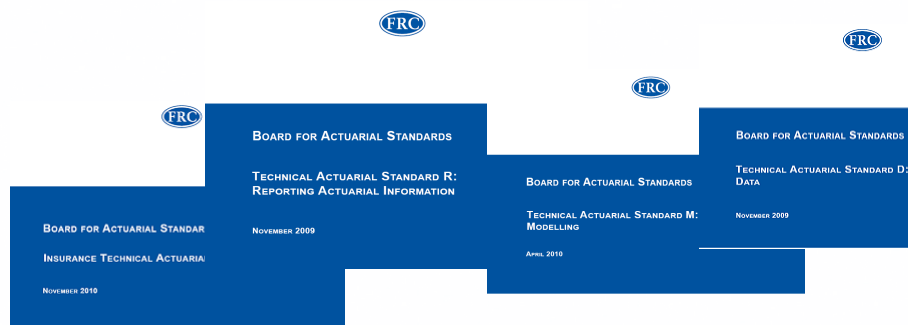 FRC
BOARD FOR ACTUARIAL STANDAR
INSURANCE TECHNICAL ACTUARIA
NOVEMBER 2010
FRC
BOARD FOR ACTUARIAL STANDARDS
TECHNICAL ACTUARIAL STANDARD R:
REPORTING ACTUARIAL INFORMATION
NOVEMBER 2009
FRC
BOARD FOR ACTUARIAL STANDARDS
TECHNICAL ACTUARIAL STANDARD M:
MODELLING
APRIL 2010
FRC
BOARD FOR ACTUARIAL STANDARDS
TECHNICAL ACTUARIAL STANDARD D:
DATA
NOVEMBER 2009